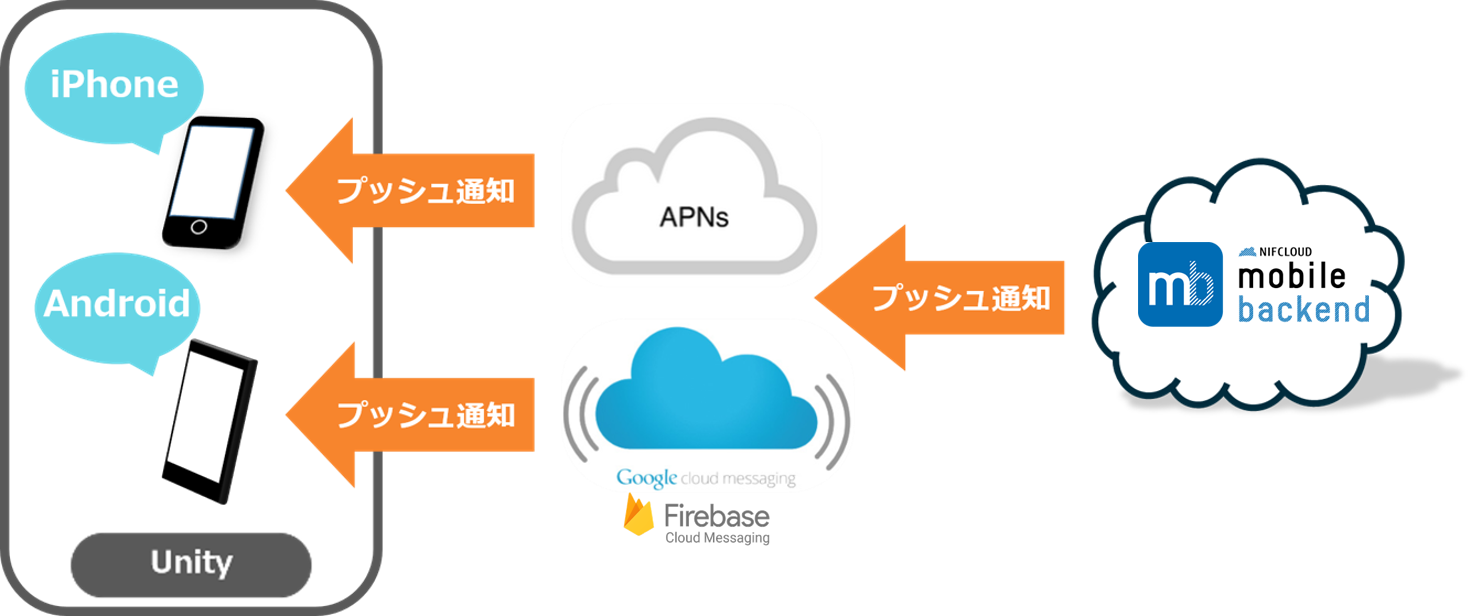 iPhone
プッシュ通知
APNs
プッシュ通知
mb
NIFCLOUD
mobile
backend
Android
プッシュ通知
Google cloud messaging
Firebase
Cloud Messaging
Unity